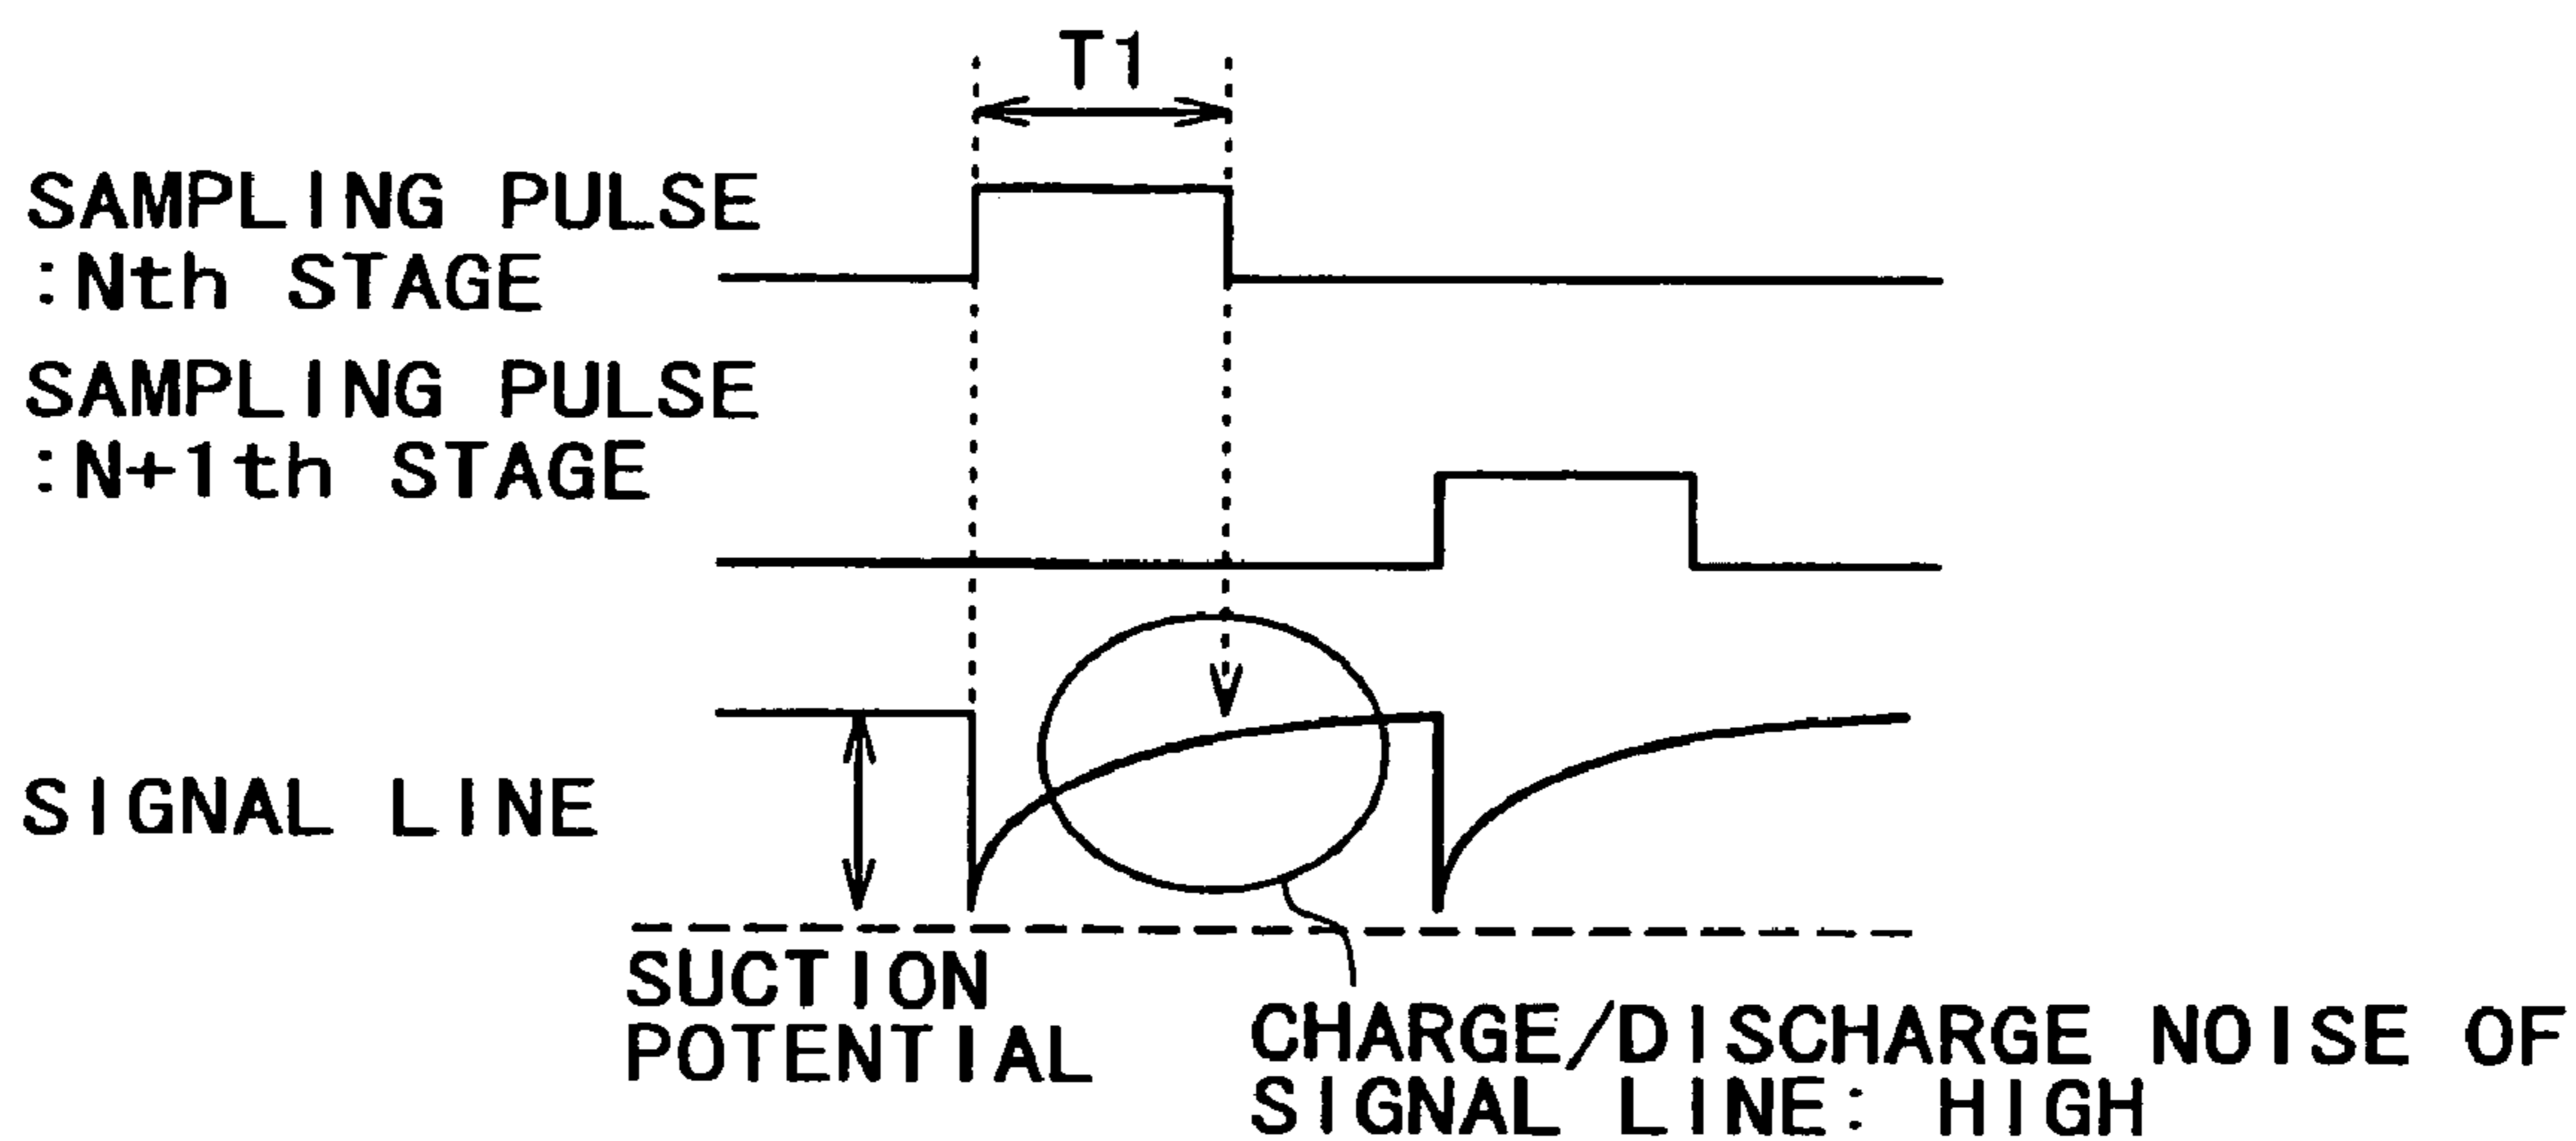 T1
SAMPLING PULSE
:Nth STAGE
SAMPLING PULSE
:N+1th STAGE
SIGNAL LINE
SUCTION
POTENTIAL
CHARGE/DISCHARGE NOISE OF
SIGNAL LINE: HIGH